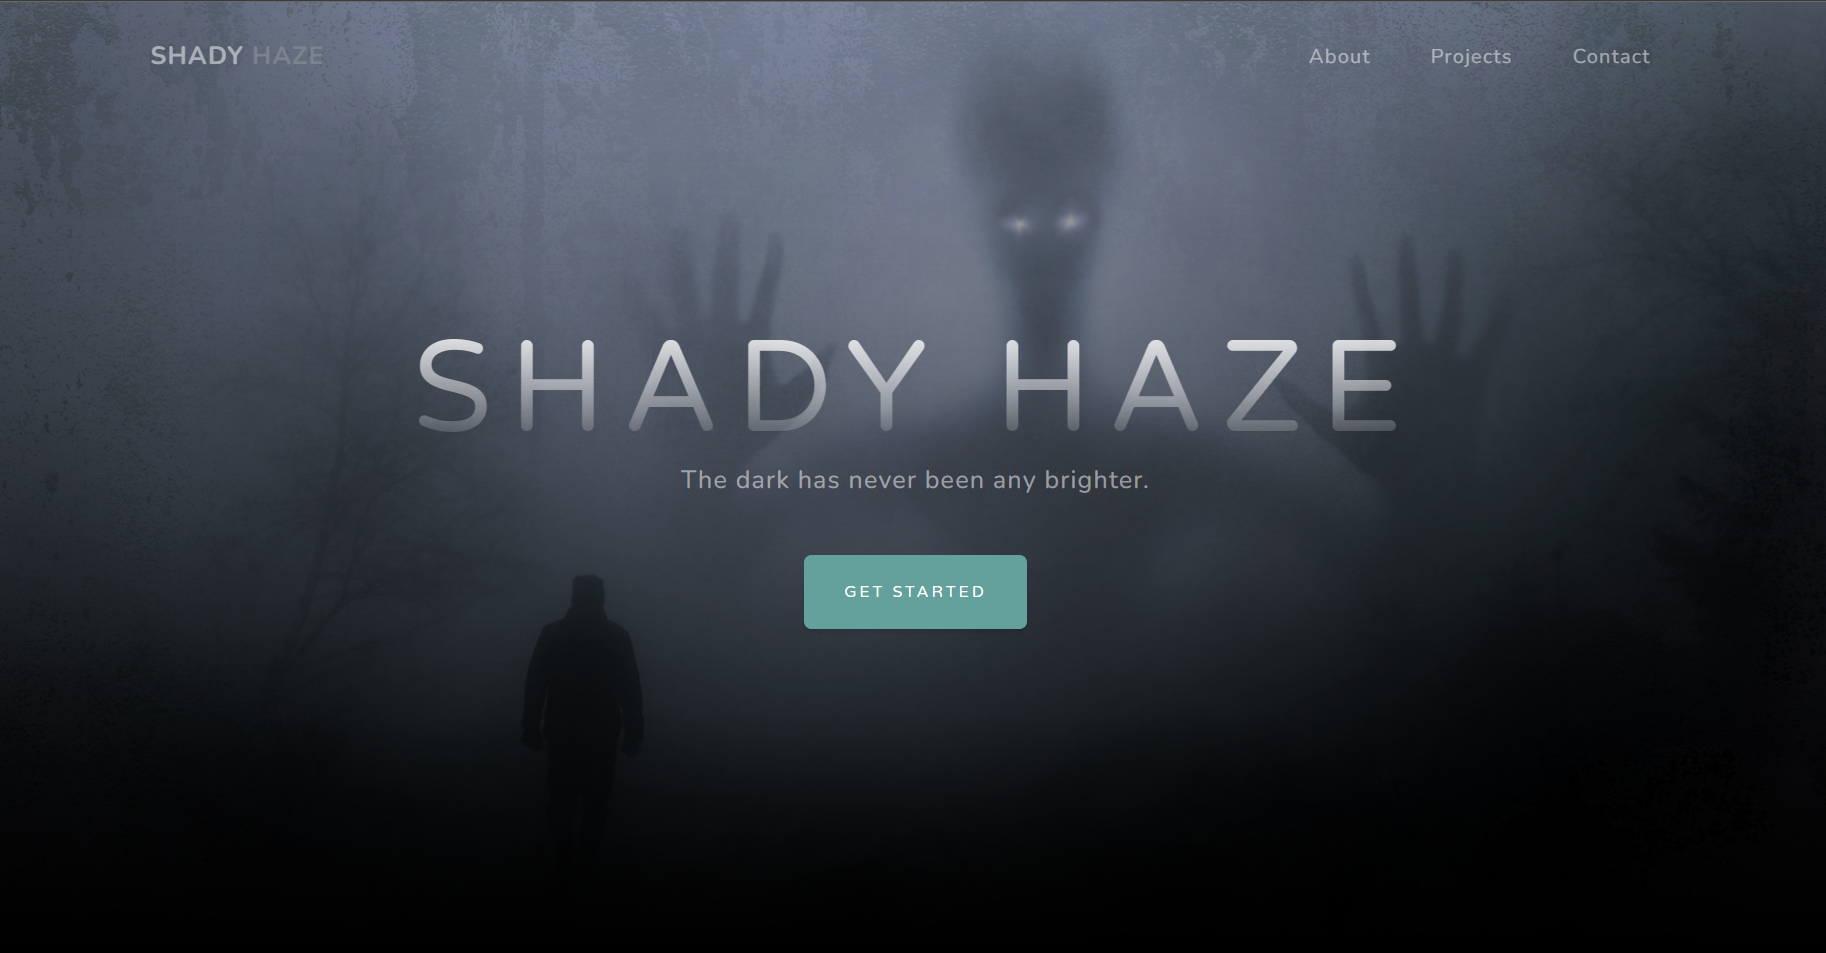 SHADY HAZE
About
Projects
Contact
SHADY HAZE
The dark has never been any brighter.
GET STARTED